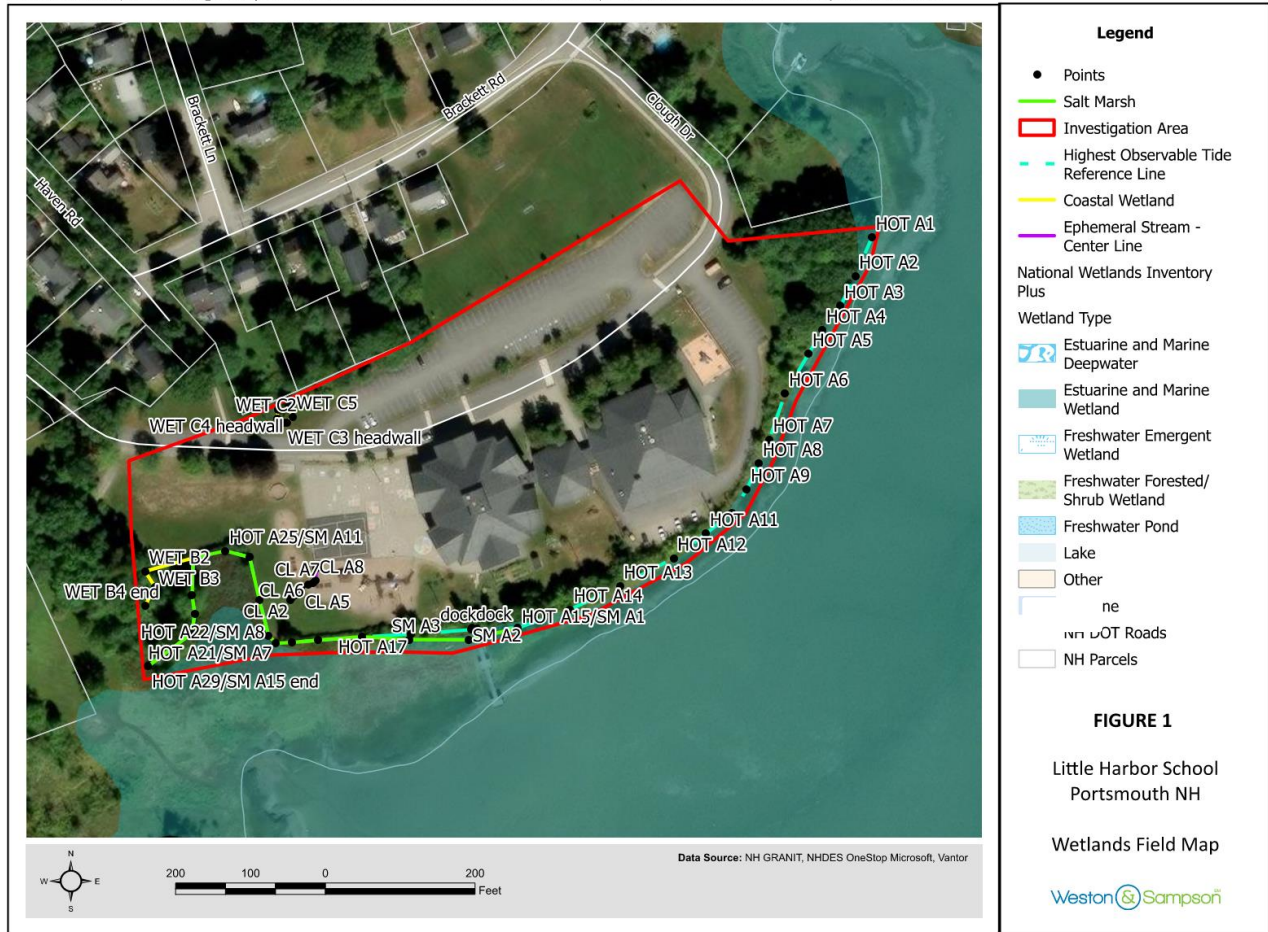 Brackett Rd
Brackett Ln
Clough Dr
Haven Rd
HOT A1
HOT A2
HOT A3
HOT A4
HOT A5
HOT A6
HOT A7
HOT A8
HOT A9
HOT A11
HOT A12
HOT A13
HOT A14
HOT A15/SM A1
WET C2
WET C5
WET C4 headwall
WET C3 headwall
HOT A25/SM A11
WET B2
WET B3
WET B4 end
CL A7
CL A8
CL A6
CL A5
CL A2
dockdock
SM A3
SM A2
HOT A17
HOT A22/SM A8
HOT A21/SM A7
HOT A29/SM A15 end
N
W
E
S
200 100 0 200
Feet
Data Source: NH GRANIT, NHDES OneStop Microsoft, Vantor
Legend
Points
Salt Marsh
Investigation Area
Highest Observable Tide
Reference Line
Coastal Wetland
Ephemeral Stream -
Center Line
National Wetlands Inventory
Plus
Wetland Type
Estuarine and Marine
Deepwater
Estuarine and Marine
Wetland
Freshwater Emergent
Wetland
Freshwater Forested/
Shrub Wetland
Freshwater Pond
Lake
Other
ne
NH DOT Roads
NH Parcels
FIGURE 1
Little Harbor School
Portsmouth NH
Wetlands Field Map
Weston & Sampson